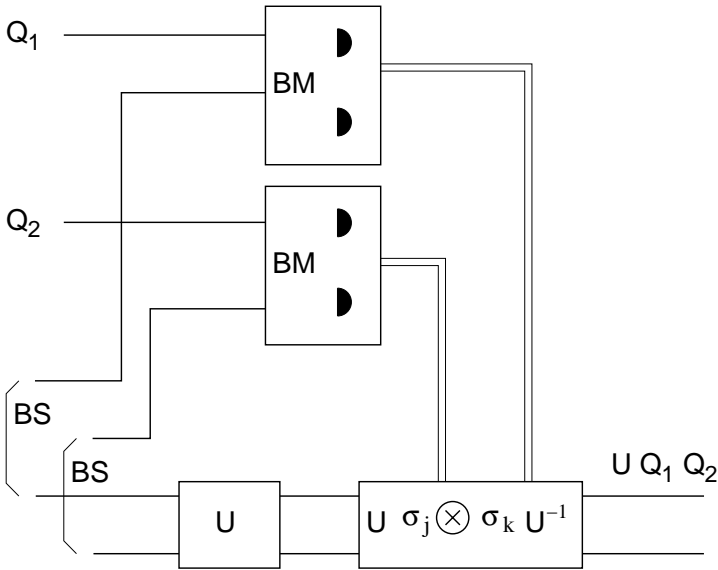 Q₁
BM
Q₂
BM
BS
BS
U Q₁ Q₂
U
U σⱼ ⊗ σₖ U⁻¹